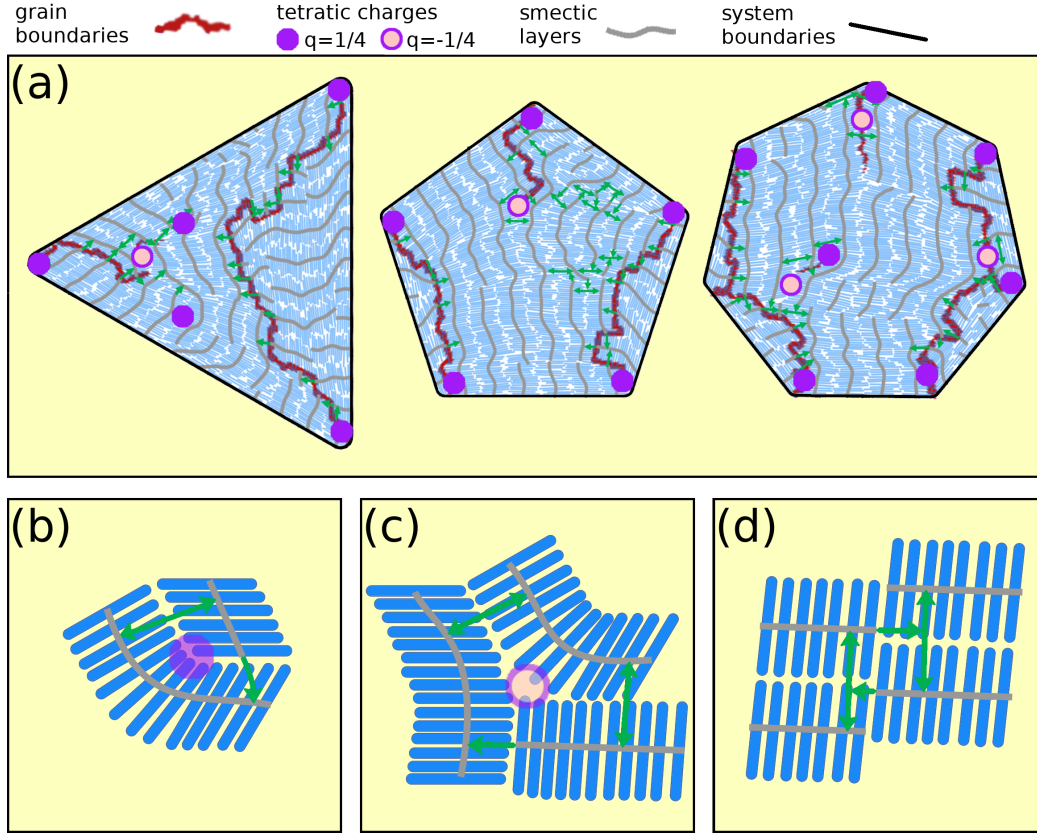 grain
boundaries
tetratic charges
q=1/4 q=-1/4
smectic
layers
system
boundaries
(a)
(b)
(c)
(d)